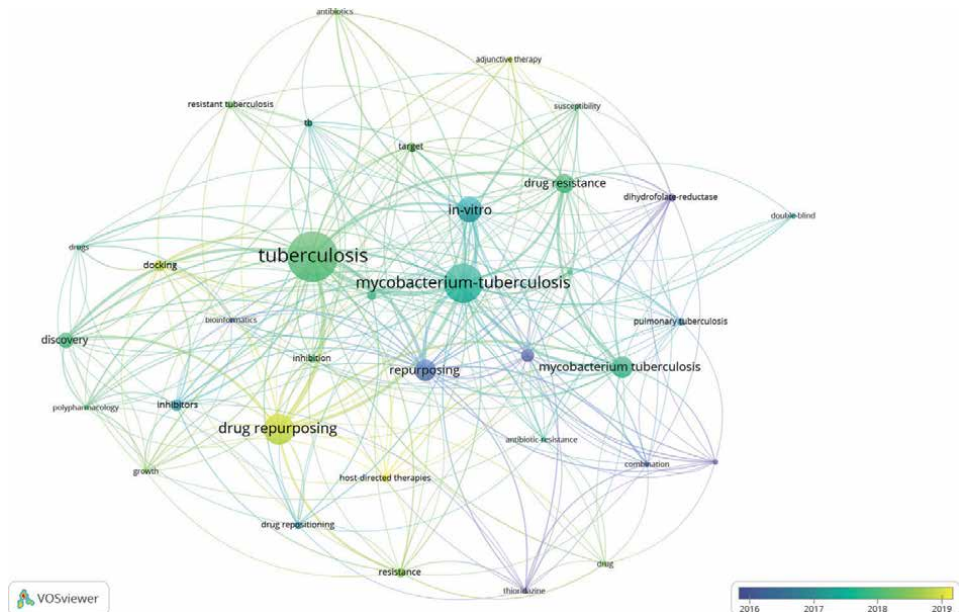 antibiotics
adjunctive therapy
resistant tuberculosis
susceptibility
tb
target
drug resistance
dihydrofolate-reductase
in-vitro
double-blind
drugs
tuberculosis
docking
mycobacterium-tuberculosis
bioinformatics
pulmonary tuberculosis
discovery
inhibition
repurposing
mycobacterium tuberculosis
polypharmacology
inhibitors
drug repurposing
antibiotic-resistance
combination
growth
host-directed therapies
drug repositioning
resistance
drug
thioridazine
VOSviewer
2016 2017 2018 2019